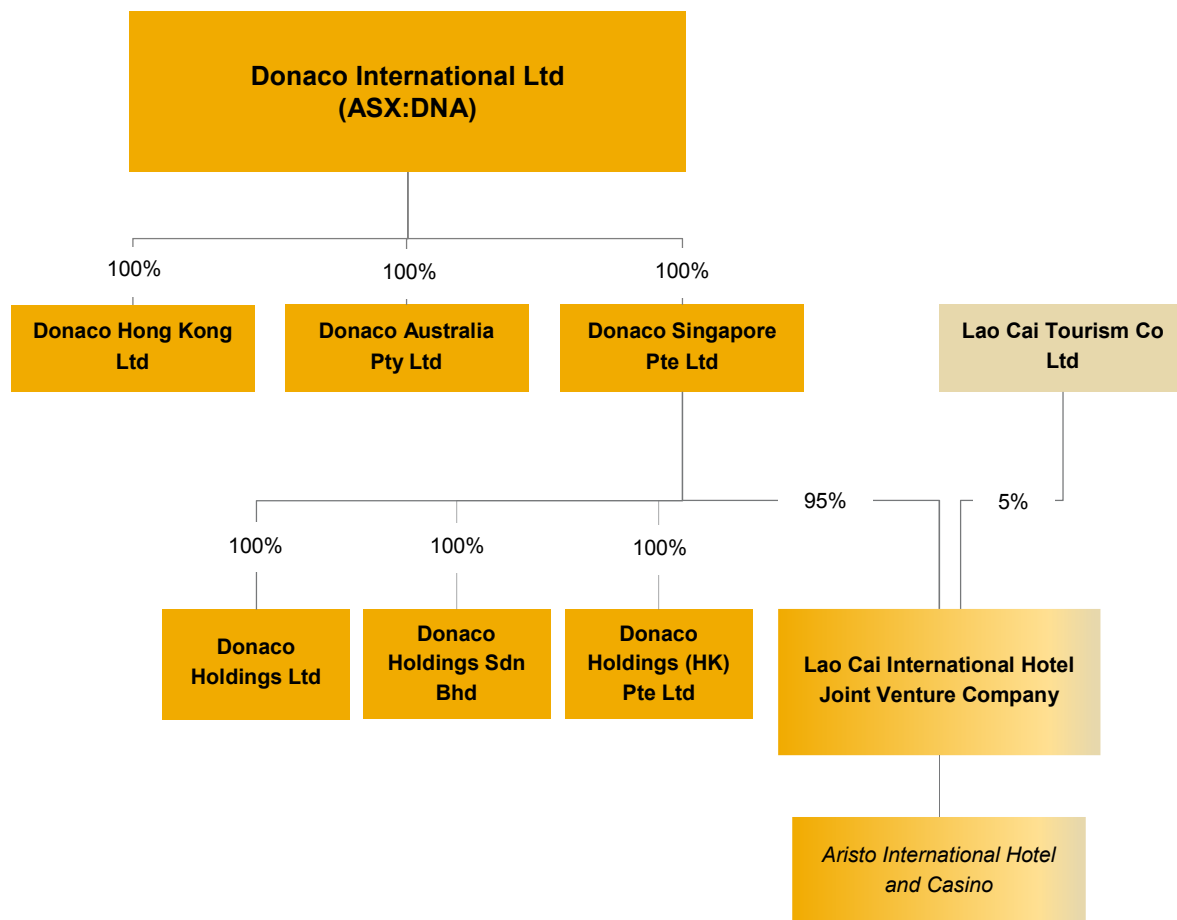 Donaco International Ltd
(ASX:DNA)
100%
100%
100%
Donaco Hong Kong
Ltd
Donaco Australia
Pty Ltd
Donaco Singapore
Pte Ltd
Lao Cai Tourism Co
Ltd
95%
5%
100%
100%
100%
Donaco
Holdings Ltd
Donaco
Holdings Sdn
Bhd
Donaco
Holdings (HK)
Pte Ltd
Lao Cai International Hotel
Joint Venture Company
Aristo International Hotel
and Casino